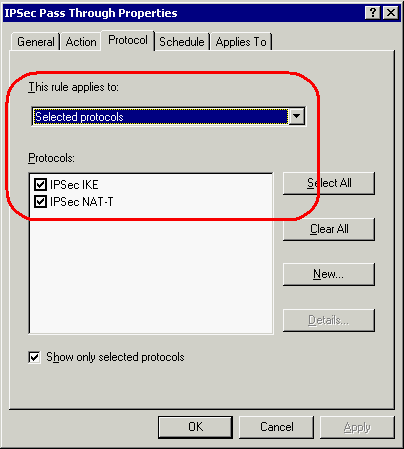 IPSec Pass Through Properties
General Action Protocol Schedule Applies To
This rule applies to:
Selected protocols
Protocols:
IPSec IKE
IPSec NAT-T
Select All
Clear All
New...
Details...
Show only selected protocols
OK Cancel Apply